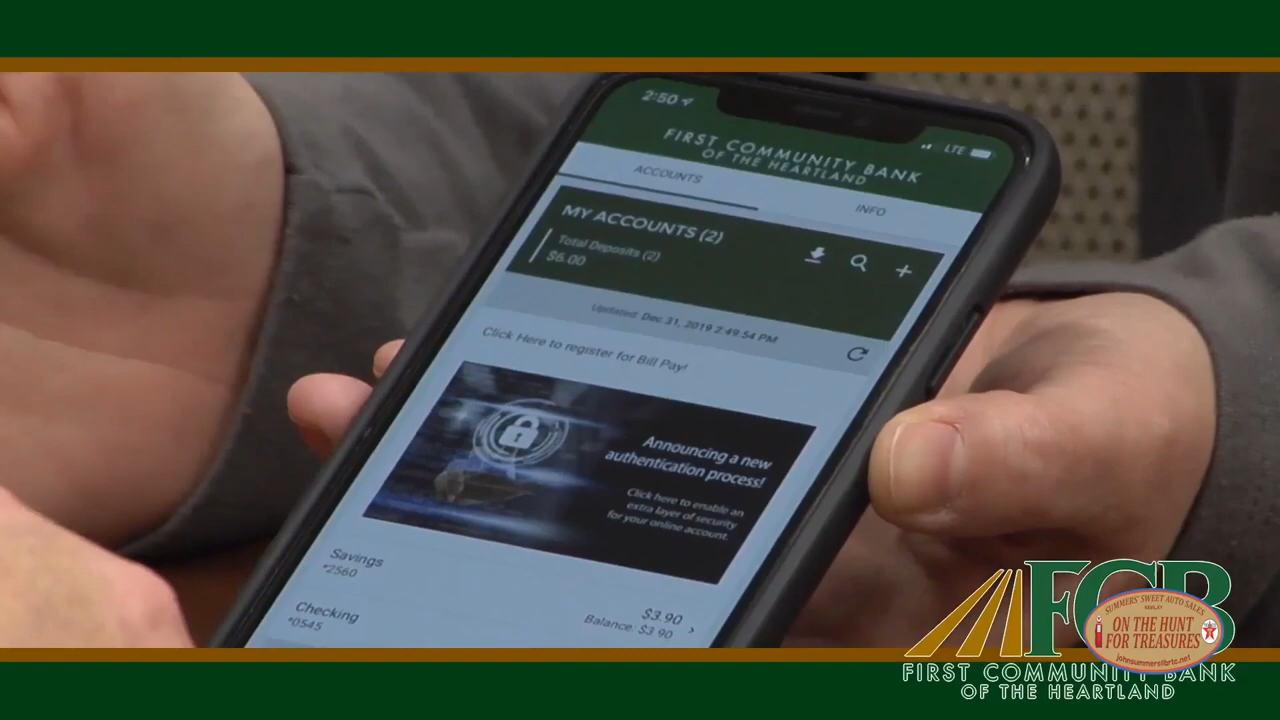 2:50
LTE
FIRST COMMUNITY BANK
OF THE HEARTLAND
ACCOUNTS
INFO
MY ACCOUNTS (2)
Total Deposits (2)
$6.00
Updated: Dec 31, 2019 2:49:54 PM
Click Here to register for Bill Pay!
Announcing a new
authentication process!
Click here to enable an
extra layer of security
for your online account.
Savings
*2560
Checking
*0545
$3.90
Balance: $3.90
FCB
SUMMERS' SWEET AUTO SALES
ON THE HUNT
FOR TREASURES
johnsummers@brtc.net
FIRST COMMUNITY BANK
OF THE HEARTLAND